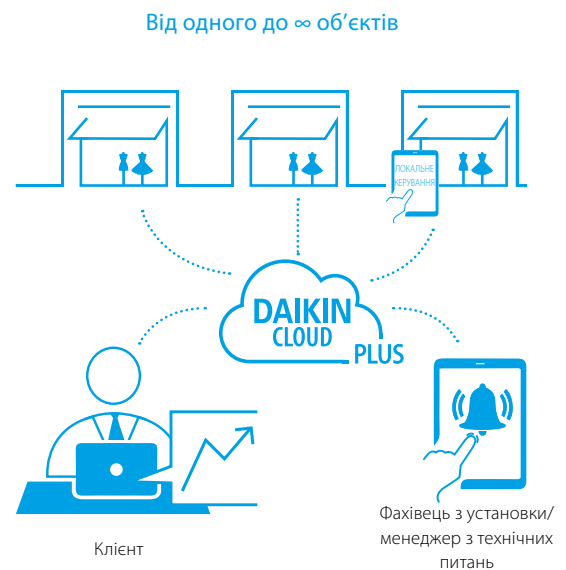 Від одного до ∞ об’єктів
ЛОКАЛЬНЕ
КЕРУВАННЯ
DAIKIN
CLOUD
PLUS
Клієнт
Фахівець з установки/
менеджер з технічних
питань